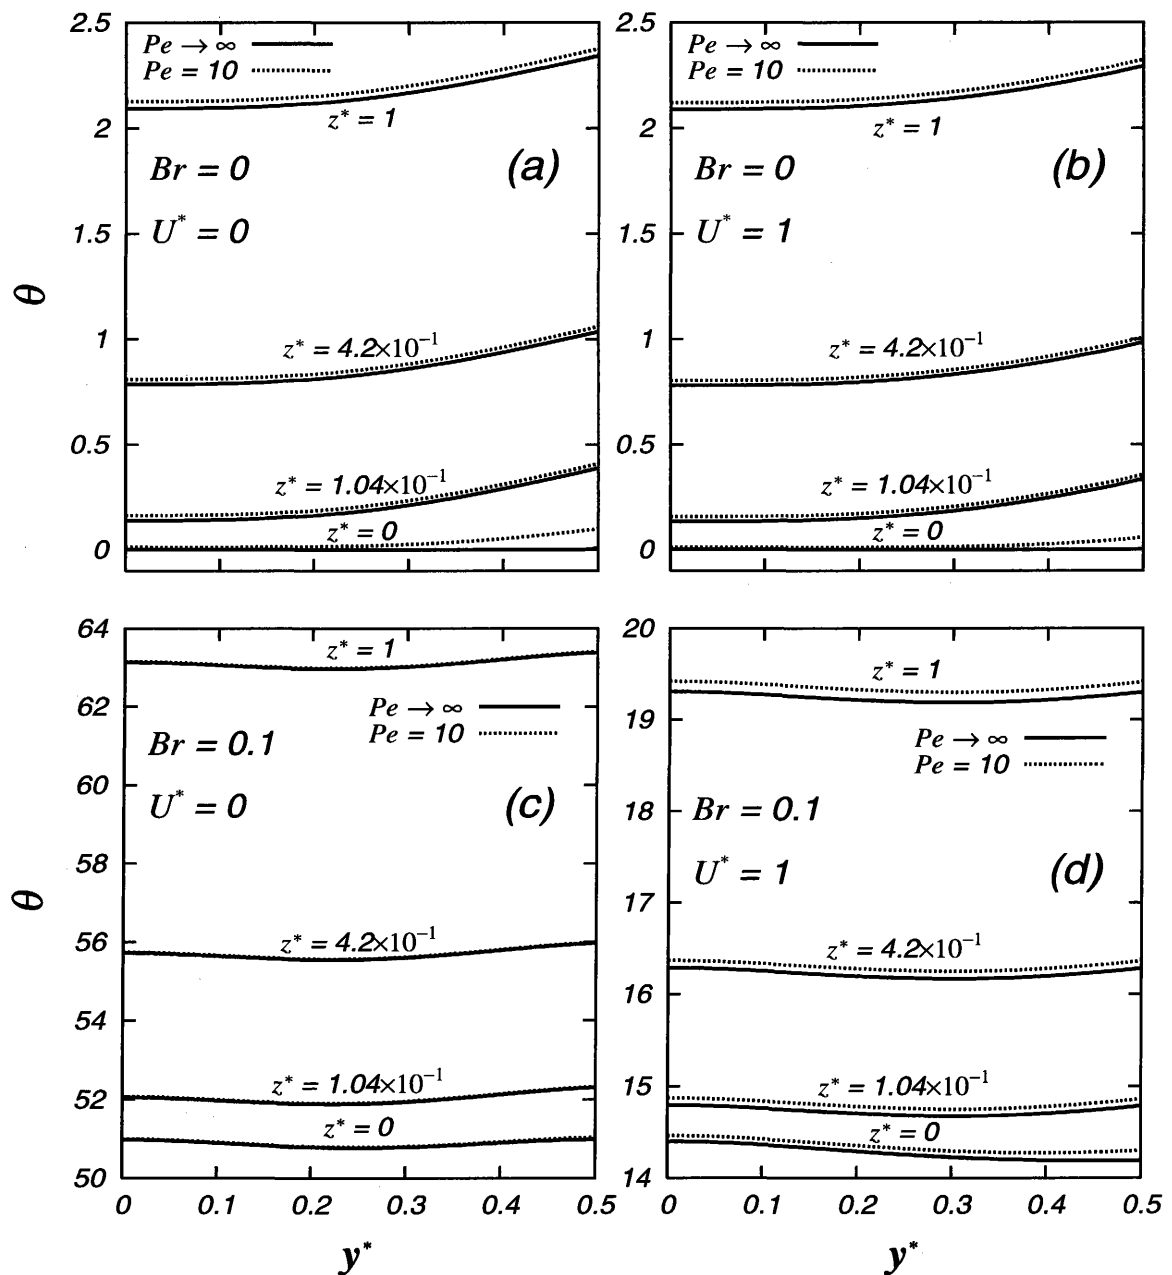 2.5
2
1.5
1
0.5
0
θ
Pe → ∞
Pe = 10
z* = 1
Br = 0
(a)
U* = 0
z* = 4.2×10⁻¹
z* = 1.04×10⁻¹
z* = 0
2.5
2
1.5
1
0.5
0
Pe → ∞
Pe = 10
z* = 1
Br = 0
(b)
U* = 1
z* = 4.2×10⁻¹
z* = 1.04×10⁻¹
z* = 0
64
62
60
58
56
54
52
50
θ
z* = 1
Pe → ∞
Pe = 10
Br = 0.1
U* = 0
(c)
z* = 4.2×10⁻¹
z* = 1.04×10⁻¹
z* = 0
0 0.1 0.2 0.3 0.4 0.5
y*
20
19
18
17
16
15
14
z* = 1
Pe → ∞
Pe = 10
Br = 0.1
U* = 1
(d)
z* = 4.2×10⁻¹
z* = 1.04×10⁻¹
z* = 0
0 0.1 0.2 0.3 0.4 0.5
y*